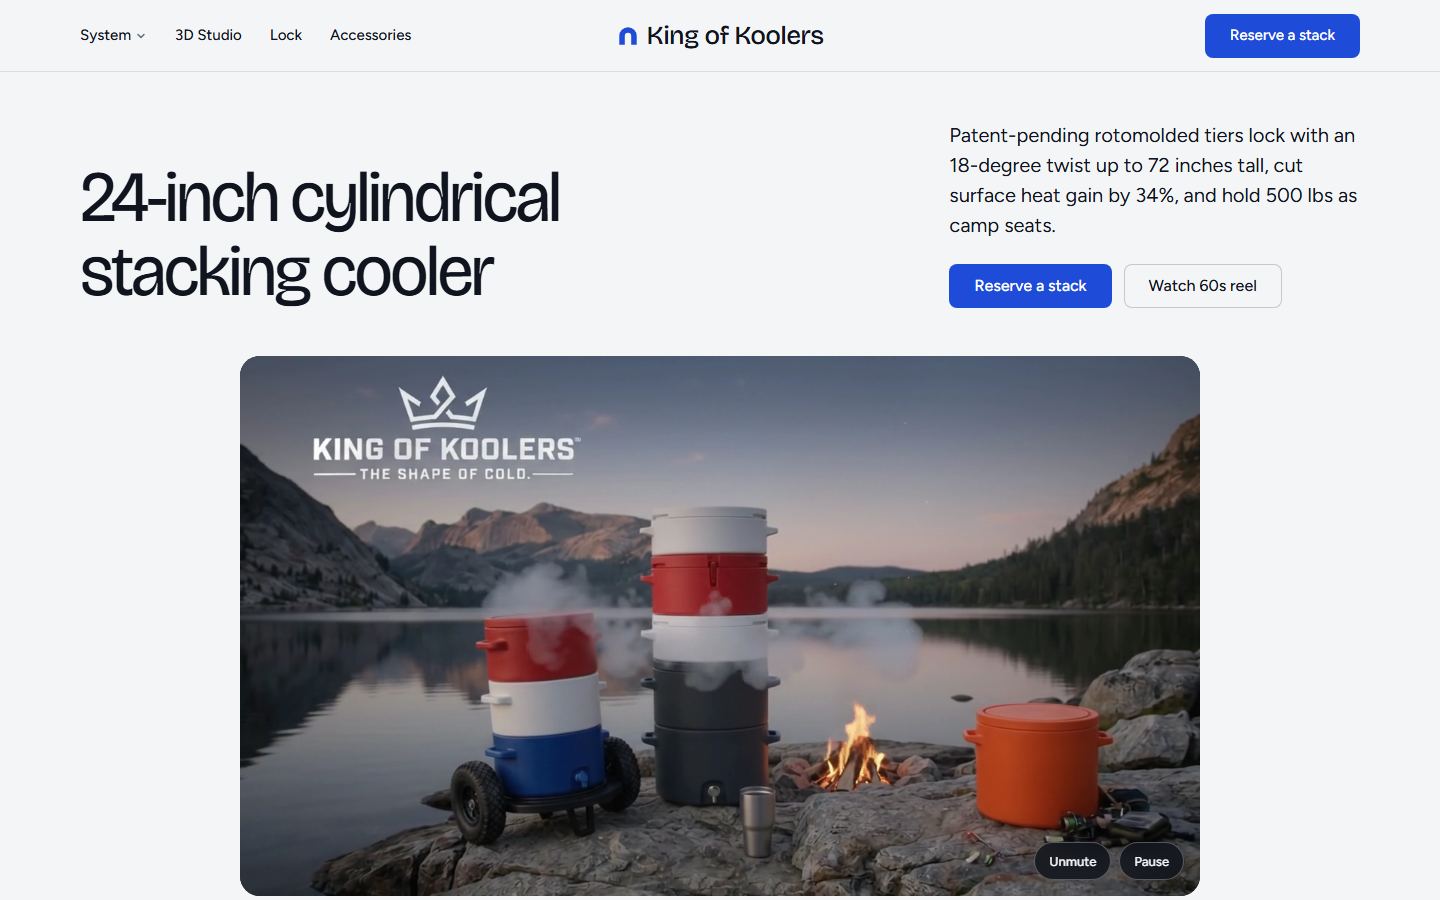 System
3D Studio
Lock
Accessories
King of Koolers
Reserve a stack
24-inch cylindrical
stacking cooler
Patent-pending rotomolded tiers lock with an
18-degree twist up to 72 inches tall, cut
surface heat gain by 34%, and hold 500 lbs as
camp seats.
Reserve a stack
Watch 60s reel
KING OF KOOLERS™
THE SHAPE OF COLD.
Unmute
Pause